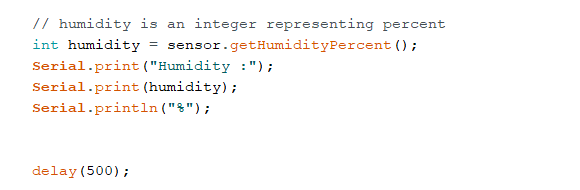 // humidity is an integer representing percent
int humidity = sensor.getHumidityPercent();
Serial.print("Humidity :");
Serial.print(humidity);
Serial.println("%");
delay(500);